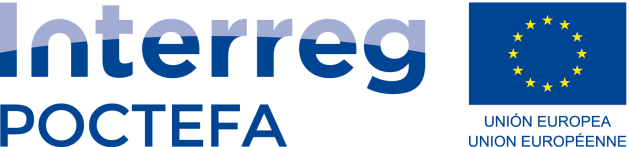 Interreg
POCTEFA
UNIÓN EUROPEA
UNION EUROPÉENNE